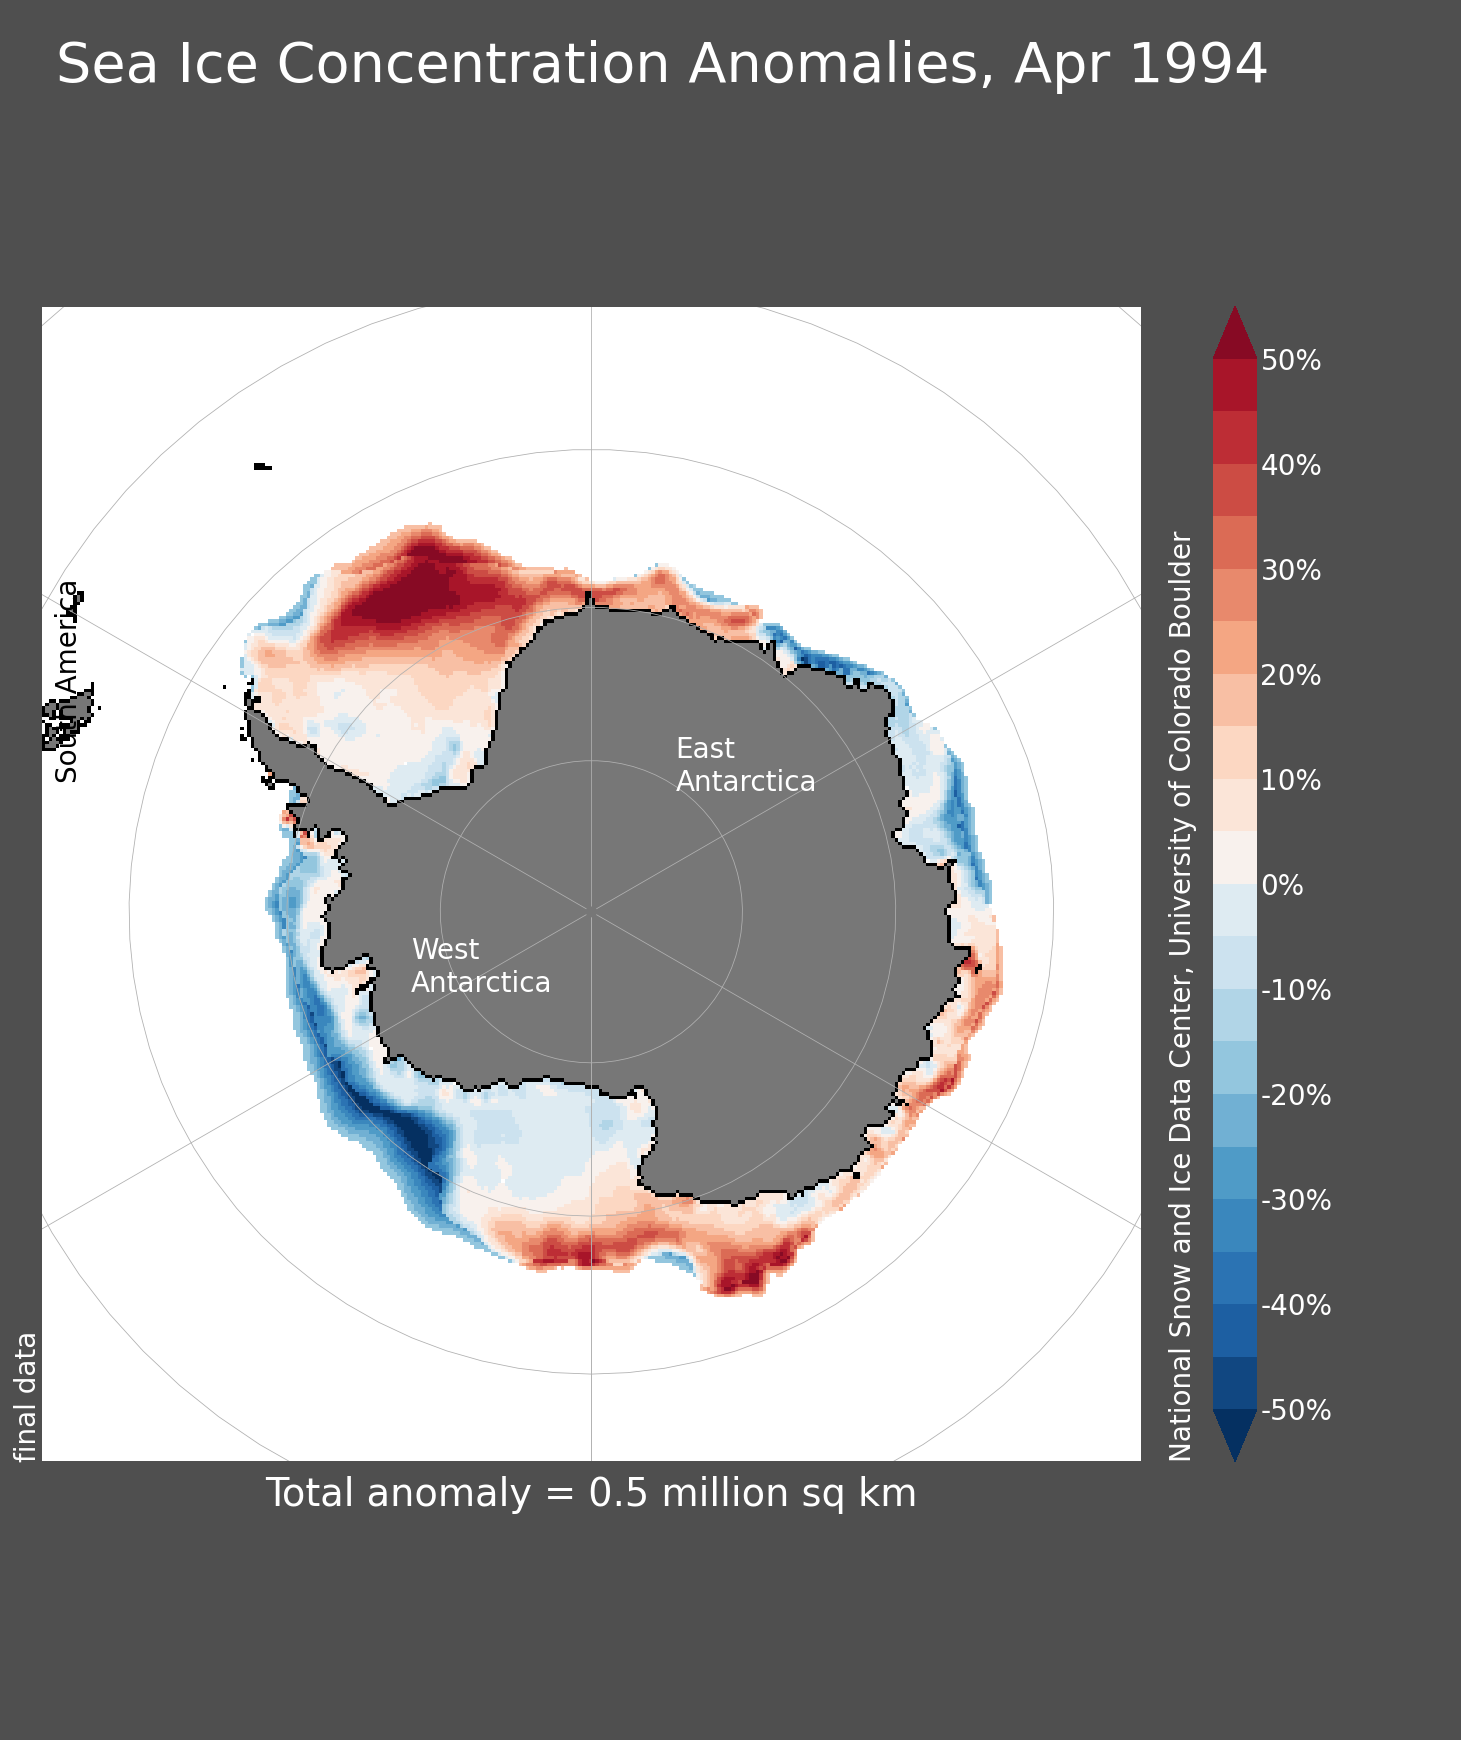 Sea Ice Concentration Anomalies, Apr 1994
South America
East
Antarctica
West
Antarctica
final data
National Snow and Ice Data Center, University of Colorado Boulder
50%
40%
30%
20%
10%
0%
-10%
-20%
-30%
-40%
-50%
Total anomaly = 0.5 million sq km